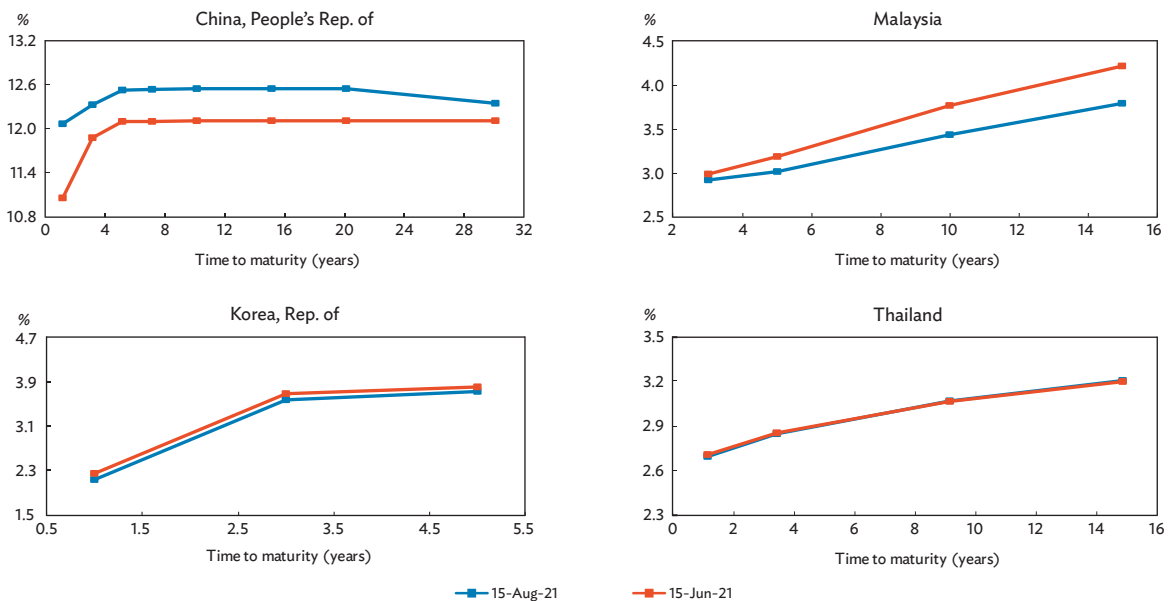 China, People’s Rep. of
%
13.2
12.6
12.0
11.4
10.8
0 4 8 12 16 20 24 28 32
Time to maturity (years)
Malaysia
%
4.5
4.0
3.5
3.0
2.5
2 4 6 8 10 12 14 16
Time to maturity (years)
Korea, Rep. of
%
4.7
3.9
3.1
2.3
1.5
0.5 1.5 2.5 3.5 4.5 5.5
Time to maturity (years)
Thailand
%
3.5
3.2
2.9
2.6
2.3
0 2 4 6 8 10 12 14 16
Time to maturity (years)
15-Aug-21 15-Jun-21